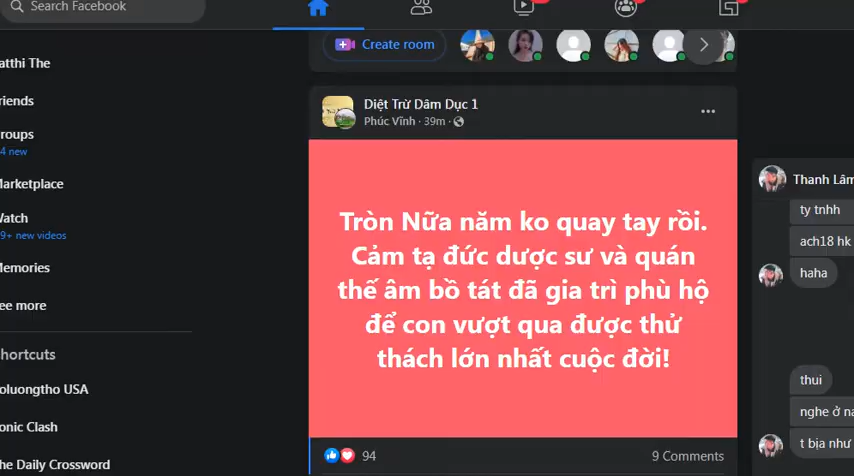 Search Facebook
atthi The
riends
roups
4 new
arketplace
atch
9+ new videos
emories
ee more
hortcuts
oluongtho USA
onic Clash
he Daily Crossword
Create room
Diệt Trừ Dâm Dục 1
Phúc Vĩnh · 39m ·
Tròn Nữa năm ko quay tay rồi.
Cảm tạ đức dược sư và quán
thế âm bồ tát đã gia trì phù hộ
để con vượt qua được thử
thách lớn nhất cuộc đời!
94
9 Comments
Thanh Lâm
ty tnhh
ach18 hk
haha
thui
nghe ở na
t bịa như